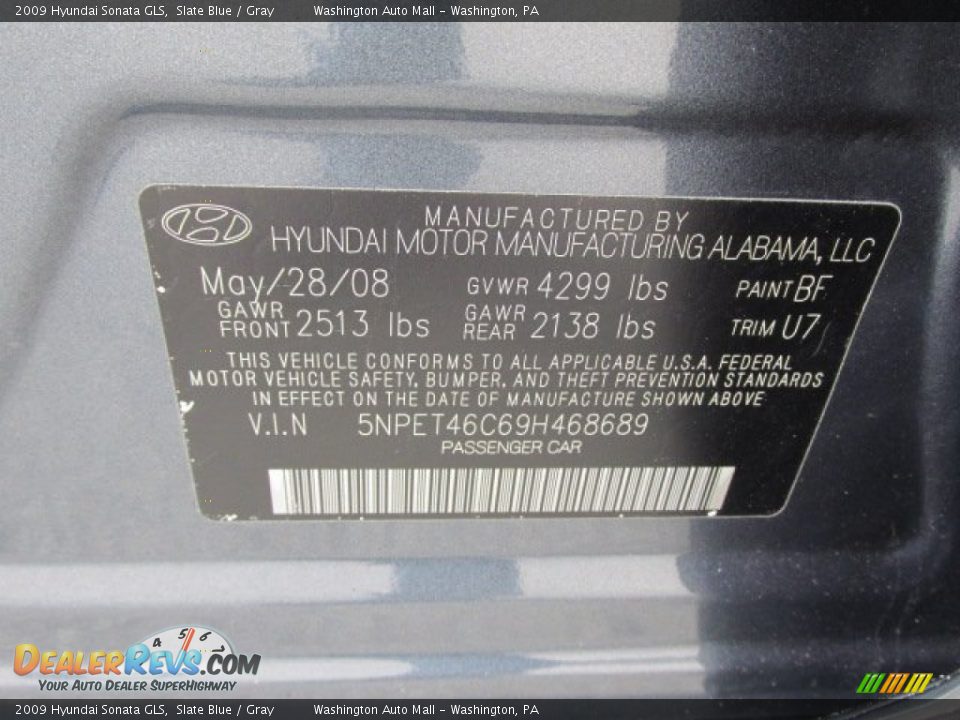 2009 Hyundai Sonata GLS, Slate Blue / Gray Washington Auto Mall - Washington, PA
MANUFACTURED BY
HYUNDAI MOTOR MANUFACTURING ALABAMA, LLC
May/28/08 GVWR 4299 lbs PAINT BF
GAWR FRONT 2513 lbs GAWR REAR 2138 lbs TRIM U7
THIS VEHICLE CONFORMS TO ALL APPLICABLE U.S.A. FEDERAL
MOTOR VEHICLE SAFETY, BUMPER, AND THEFT PREVENTION STANDARDS
IN EFFECT ON THE DATE OF MANUFACTURE SHOWN ABOVE
V.I.N 5NPET46C69H468689
PASSENGER CAR
4 5 6
DEALERREVS.COM
YOUR AUTO DEALER SUPERHIGHWAY
2009 Hyundai Sonata GLS, Slate Blue / Gray Washington Auto Mall - Washington, PA